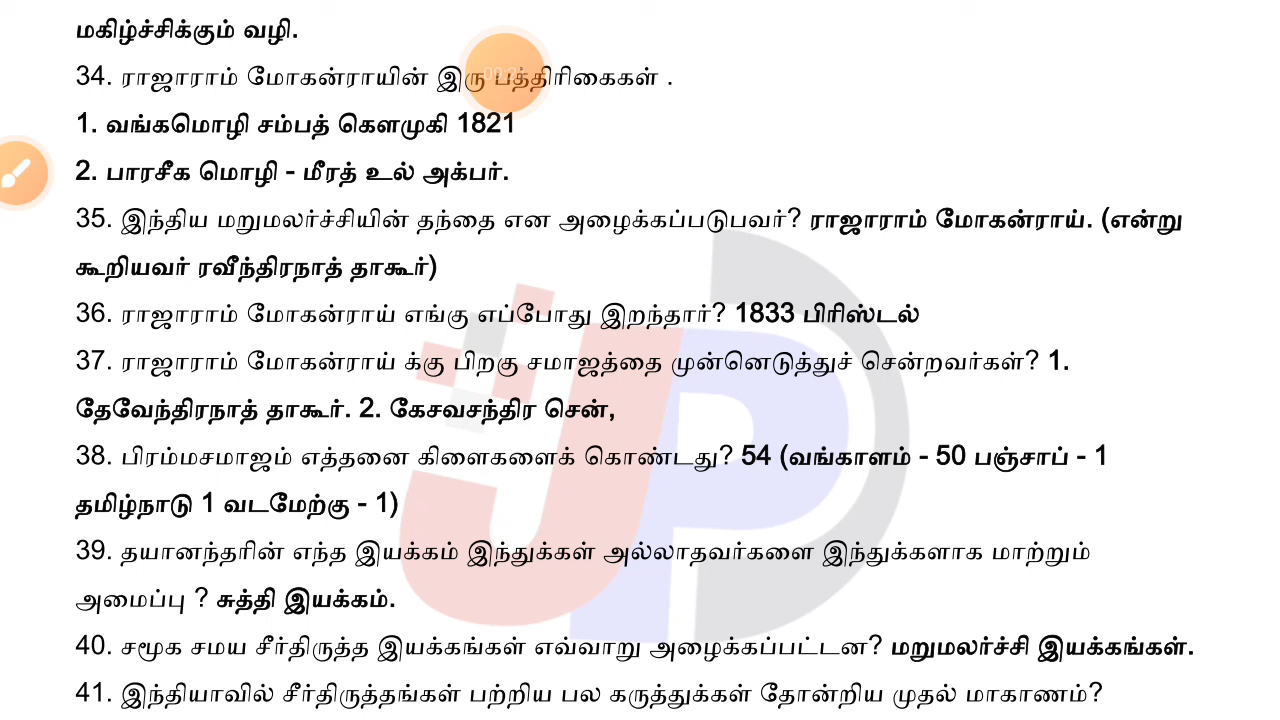 மகிழ்ச்சிக்கும் வழி.
34. ராஜாராம் மோகன்ராயின் இரு பத்திரிகைகள் .
1. வங்கமொழி சம்பத் கௌமுகி 1821
2. பாரசீக மொழி - மீரத் உல் அக்பர்.
35. இந்திய மறுமலர்ச்சியின் தந்தை என அழைக்கப்படுபவர்? ராஜாராம் மோகன்ராய். (என்று
கூறியவர் ரவீந்திரநாத் தாகூர்)
36. ராஜாராம் மோகன்ராய் எங்கு எப்போது இறந்தார்? 1833 பிரிஸ்டல்
37. ராஜாராம் மோகன்ராய் க்கு பிறகு சமாஜத்தை முன்னெடுத்துச் சென்றவர்கள்? 1.
தேவேந்திரநாத் தாகூர். 2. கேசவசந்திர சென்,
38. பிரம்மசமாஜம் எத்தனை கிளைகளைக் கொண்டது? 54 (வங்காளம் - 50 பஞ்சாப் - 1
தமிழ்நாடு 1 வடமேற்கு - 1)
39. தயானந்தரின் எந்த இயக்கம் இந்துக்கள் அல்லாதவர்களை இந்துக்களாக மாற்றும்
அமைப்பு ? சுத்தி இயக்கம்.
40. சமூக சமய சீர்திருத்த இயக்கங்கள் எவ்வாறு அழைக்கப்பட்டன? மறுமலர்ச்சி இயக்கங்கள்.
41. இந்தியாவில் சீர்திருத்தங்கள் பற்றிய பல கருத்துக்கள் தோன்றிய முதல் மாகாணம்?
JP